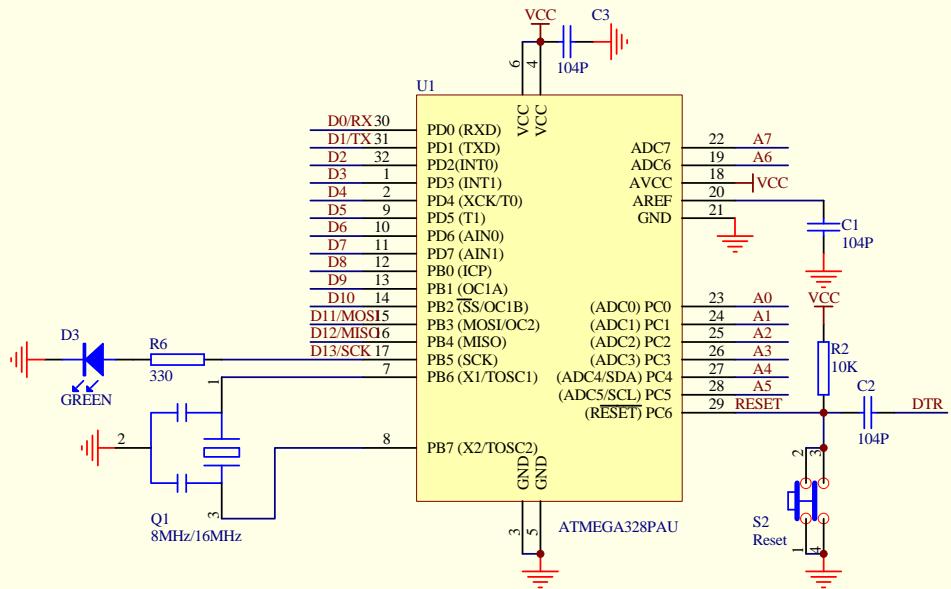 VCC
C3
104P
6
4
VCC
VCC
U1
D0/RX 30 PD0 (RXD)
D1/TX 31 PD1 (TXD)
D2 32 PD2(INT0)
D3 1 PD3 (INT1)
D4 2 PD4 (XCK/T0)
D5 9 PD5 (T1)
D6 10 PD6 (AIN0)
D7 11 PD7 (AIN1)
D8 12 PB0 (ICP)
D9 13 PB1 (OC1A)
D10 14 PB2 (SS/OC1B)
D11/MOSI 15 PB3 (MOSI/OC2)
D12/MISO 16 PB4 (MISO)
D13/SCK 17 PB5 (SCK)
7 PB6 (X1/TOSC1)
8 PB7 (X2/TOSC2)
ADC7 22 A7
ADC6 19 A6
AVCC 18 VCC
AREF 20
GND 21
C1
104P
(ADC0) PC0 23 A0
(ADC1) PC1 24 A1
(ADC2) PC2 25 A2
(ADC3) PC3 26 A3
(ADC4/SDA) PC4 27 A4
(ADC5/SCL) PC5 28 A5
(RESET) PC6 29 RESET
VCC
R2
10K
C2
104P
DTR
D3
GREEN
R6
330
1
2
3
Q1
8MHz/16MHz
GND
GND
3
5
ATMEGA328PAU
2
3
S2
Reset
1
4